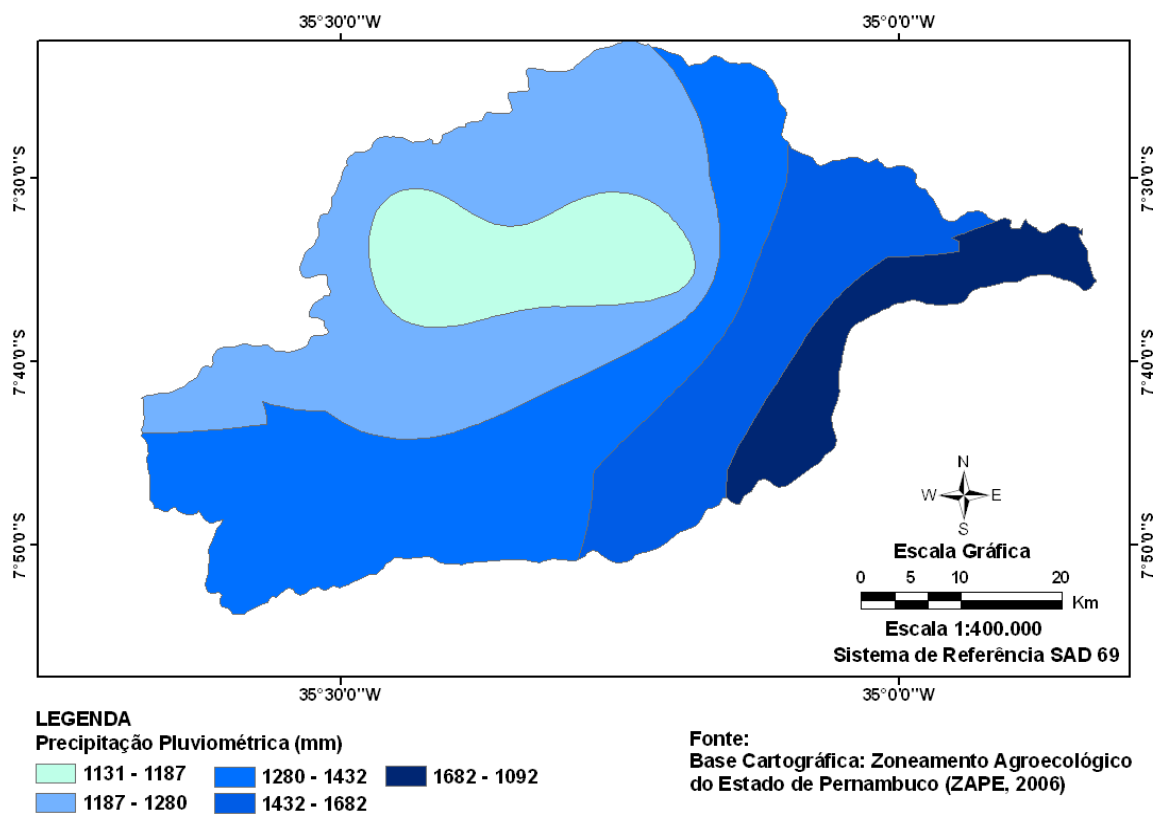 35°30'0"W 35°00'0"W
7°30'0"S 7°30'0"S
7°40'0"S 7°40'0"S
7°50'0"S 7°50'0"S
N
W E
S
Escala Gráfica
0 5 10 20
Km
Escala 1:400.000
Sistema de Referência SAD 69
35°30'0"W 35°00'0"W
LEGENDA
Precipitação Pluviométrica (mm)
1131 - 1187 1280 - 1432 1682 - 1092
1187 - 1280 1432 - 1682
Fonte:
Base Cartográfica: Zoneamento Agroecológico
do Estado de Pernambuco (ZAPE, 2006)